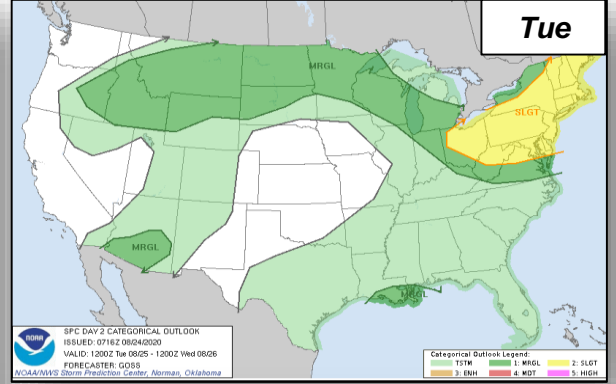 Tue
MRGL
SLGT
MRGL
MRGL
NOAA
SPC DAY 2 CATEGORICAL OUTLOOK
ISSUED: 0716Z 08/24/2020
VALID: 1200Z Tue 08/25 - 1200Z Wed 08/26
FORECASTER: GOSS
NOAA/NWS Storm Prediction Center, Norman, Oklahoma
Categorical Outlook Legend:
TSTM 1: MRGL 2: SLGT
3: ENH 4: MDT 5: HIGH